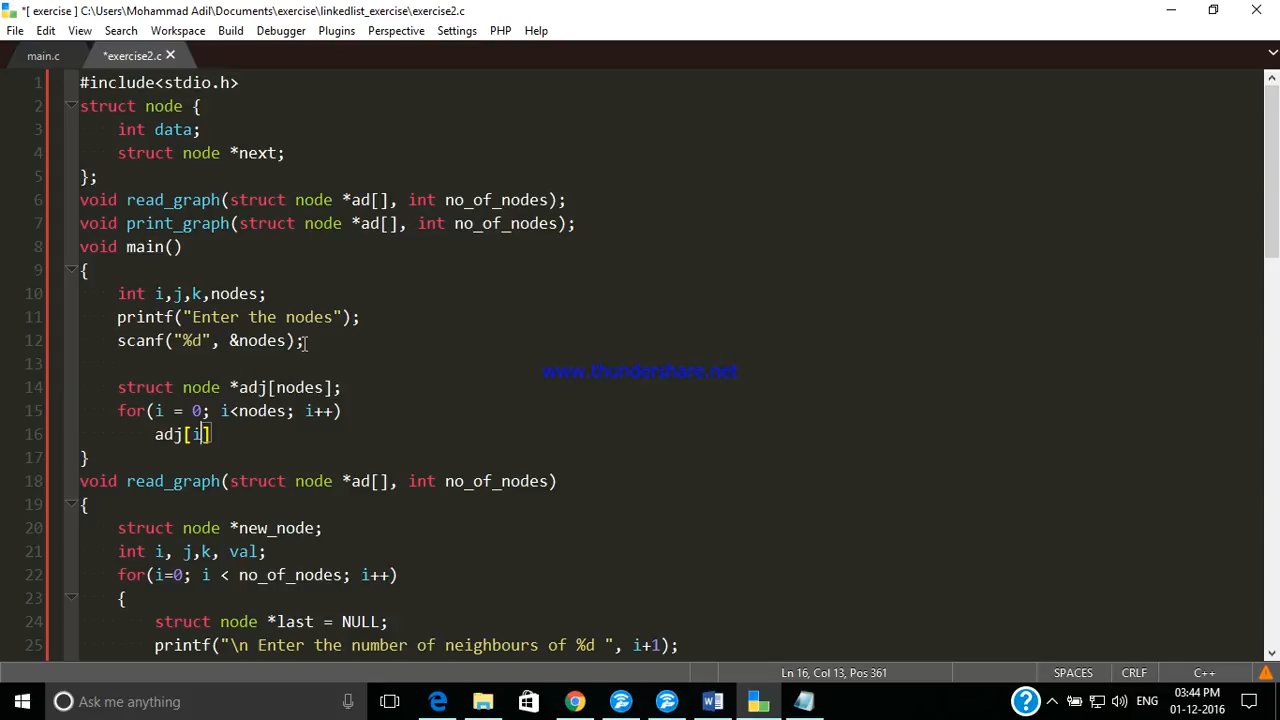 *[ exercise ] C:\Users\Mohammad Adil\Documents\exercise\linkedlist_exercise\exercise2.c
File Edit View Search Workspace Build Debugger Plugins Perspective Settings PHP Help
main.c *exercise2.c
1 #include<stdio.h>
2 struct node {
3 int data;
4 struct node *next;
5 };
6 void read_graph(struct node *ad[], int no_of_nodes);
7 void print_graph(struct node *ad[], int no_of_nodes);
8 void main()
9 {
10 int i,j,k,nodes;
11 printf("Enter the nodes");
12 scanf("%d", &nodes);
13
www.thundershare.net
14 struct node *adj[nodes];
15 for(i = 0; i<nodes; i++)
16 adj[i]
17 }
18 void read_graph(struct node *ad[], int no_of_nodes)
19 {
20 struct node *new_node;
21 int i, j,k, val;
22 for(i=0; i < no_of_nodes; i++)
23 {
24 struct node *last = NULL;
25 printf("\n Enter the number of neighbours of %d ", i+1);
Ln 16, Col 13, Pos 361 SPACES CRLF C++
Ask me anything ENG 03:44 PM
01-12-2016